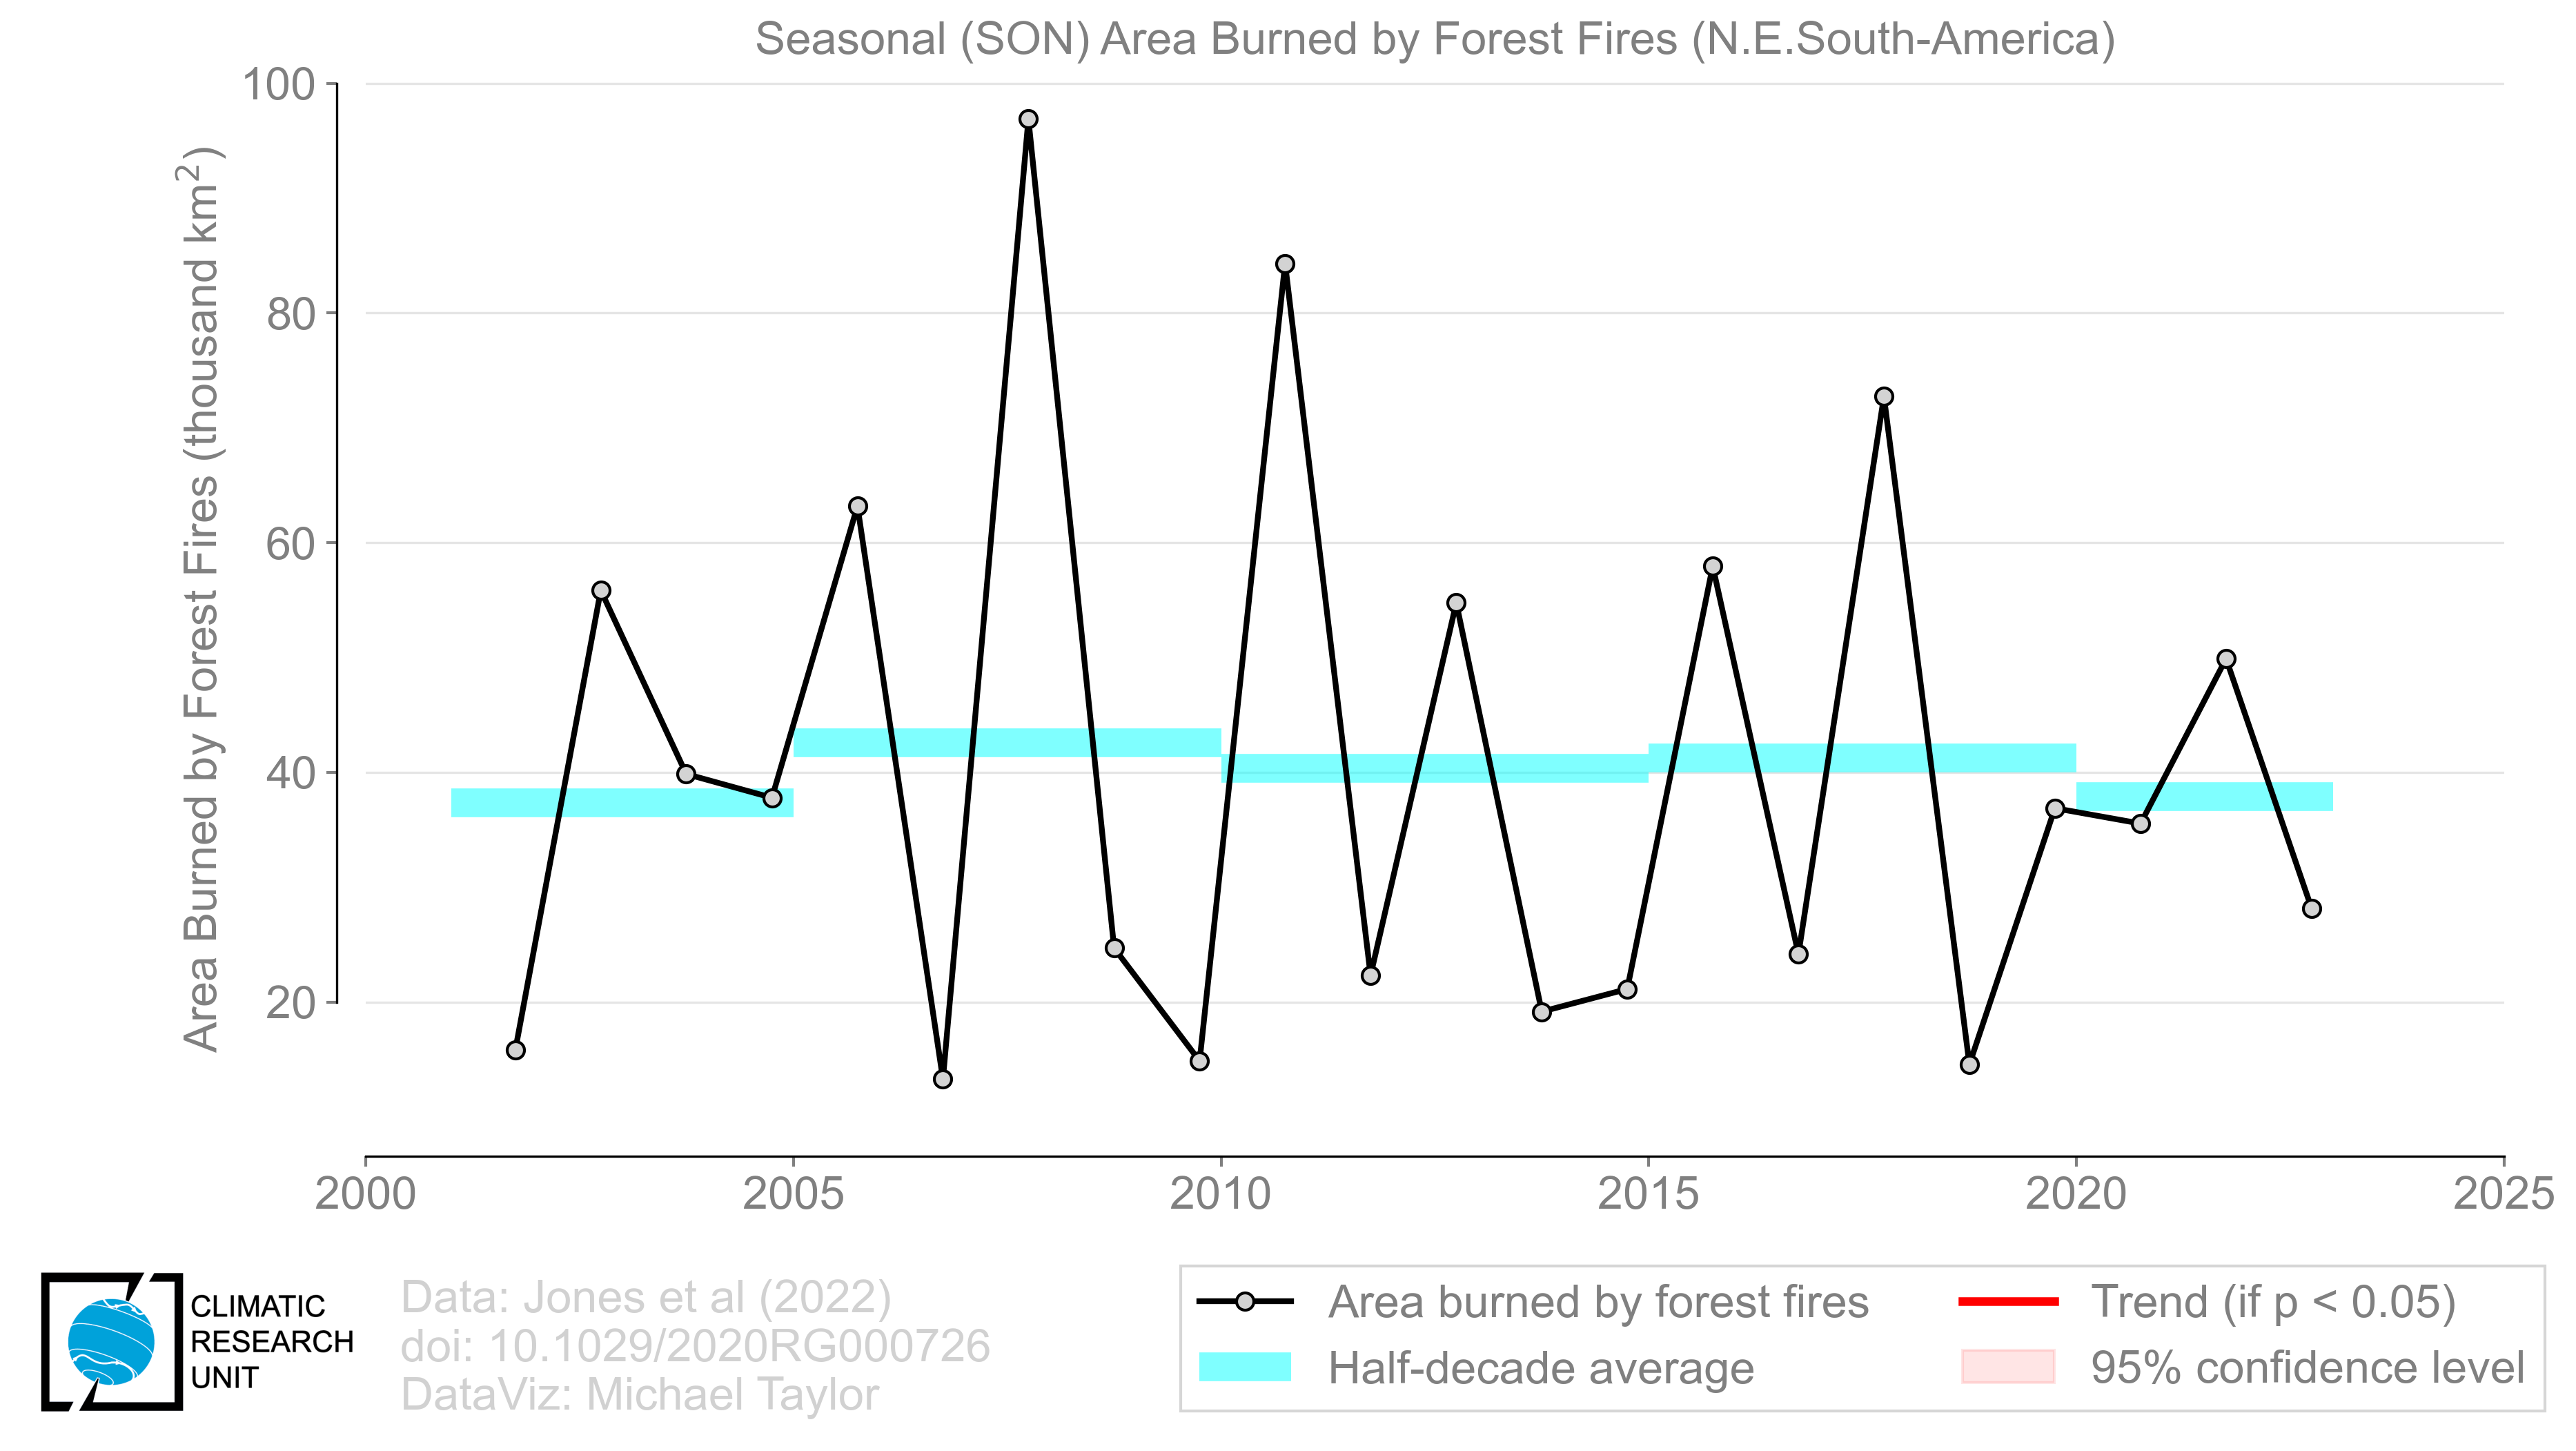 Seasonal (SON) Area Burned by Forest Fires (N.E.South-America)
Area Burned by Forest Fires (thousand km²)
100
80
60
40
20
2000
2005
2010
2015
2020
2025
CLIMATIC
RESEARCH
UNIT
Data: Jones et al (2022)
doi: 10.1029/2020RG000726
DataViz: Michael Taylor
Area burned by forest fires
Half-decade average
Trend (if p < 0.05)
95% confidence level